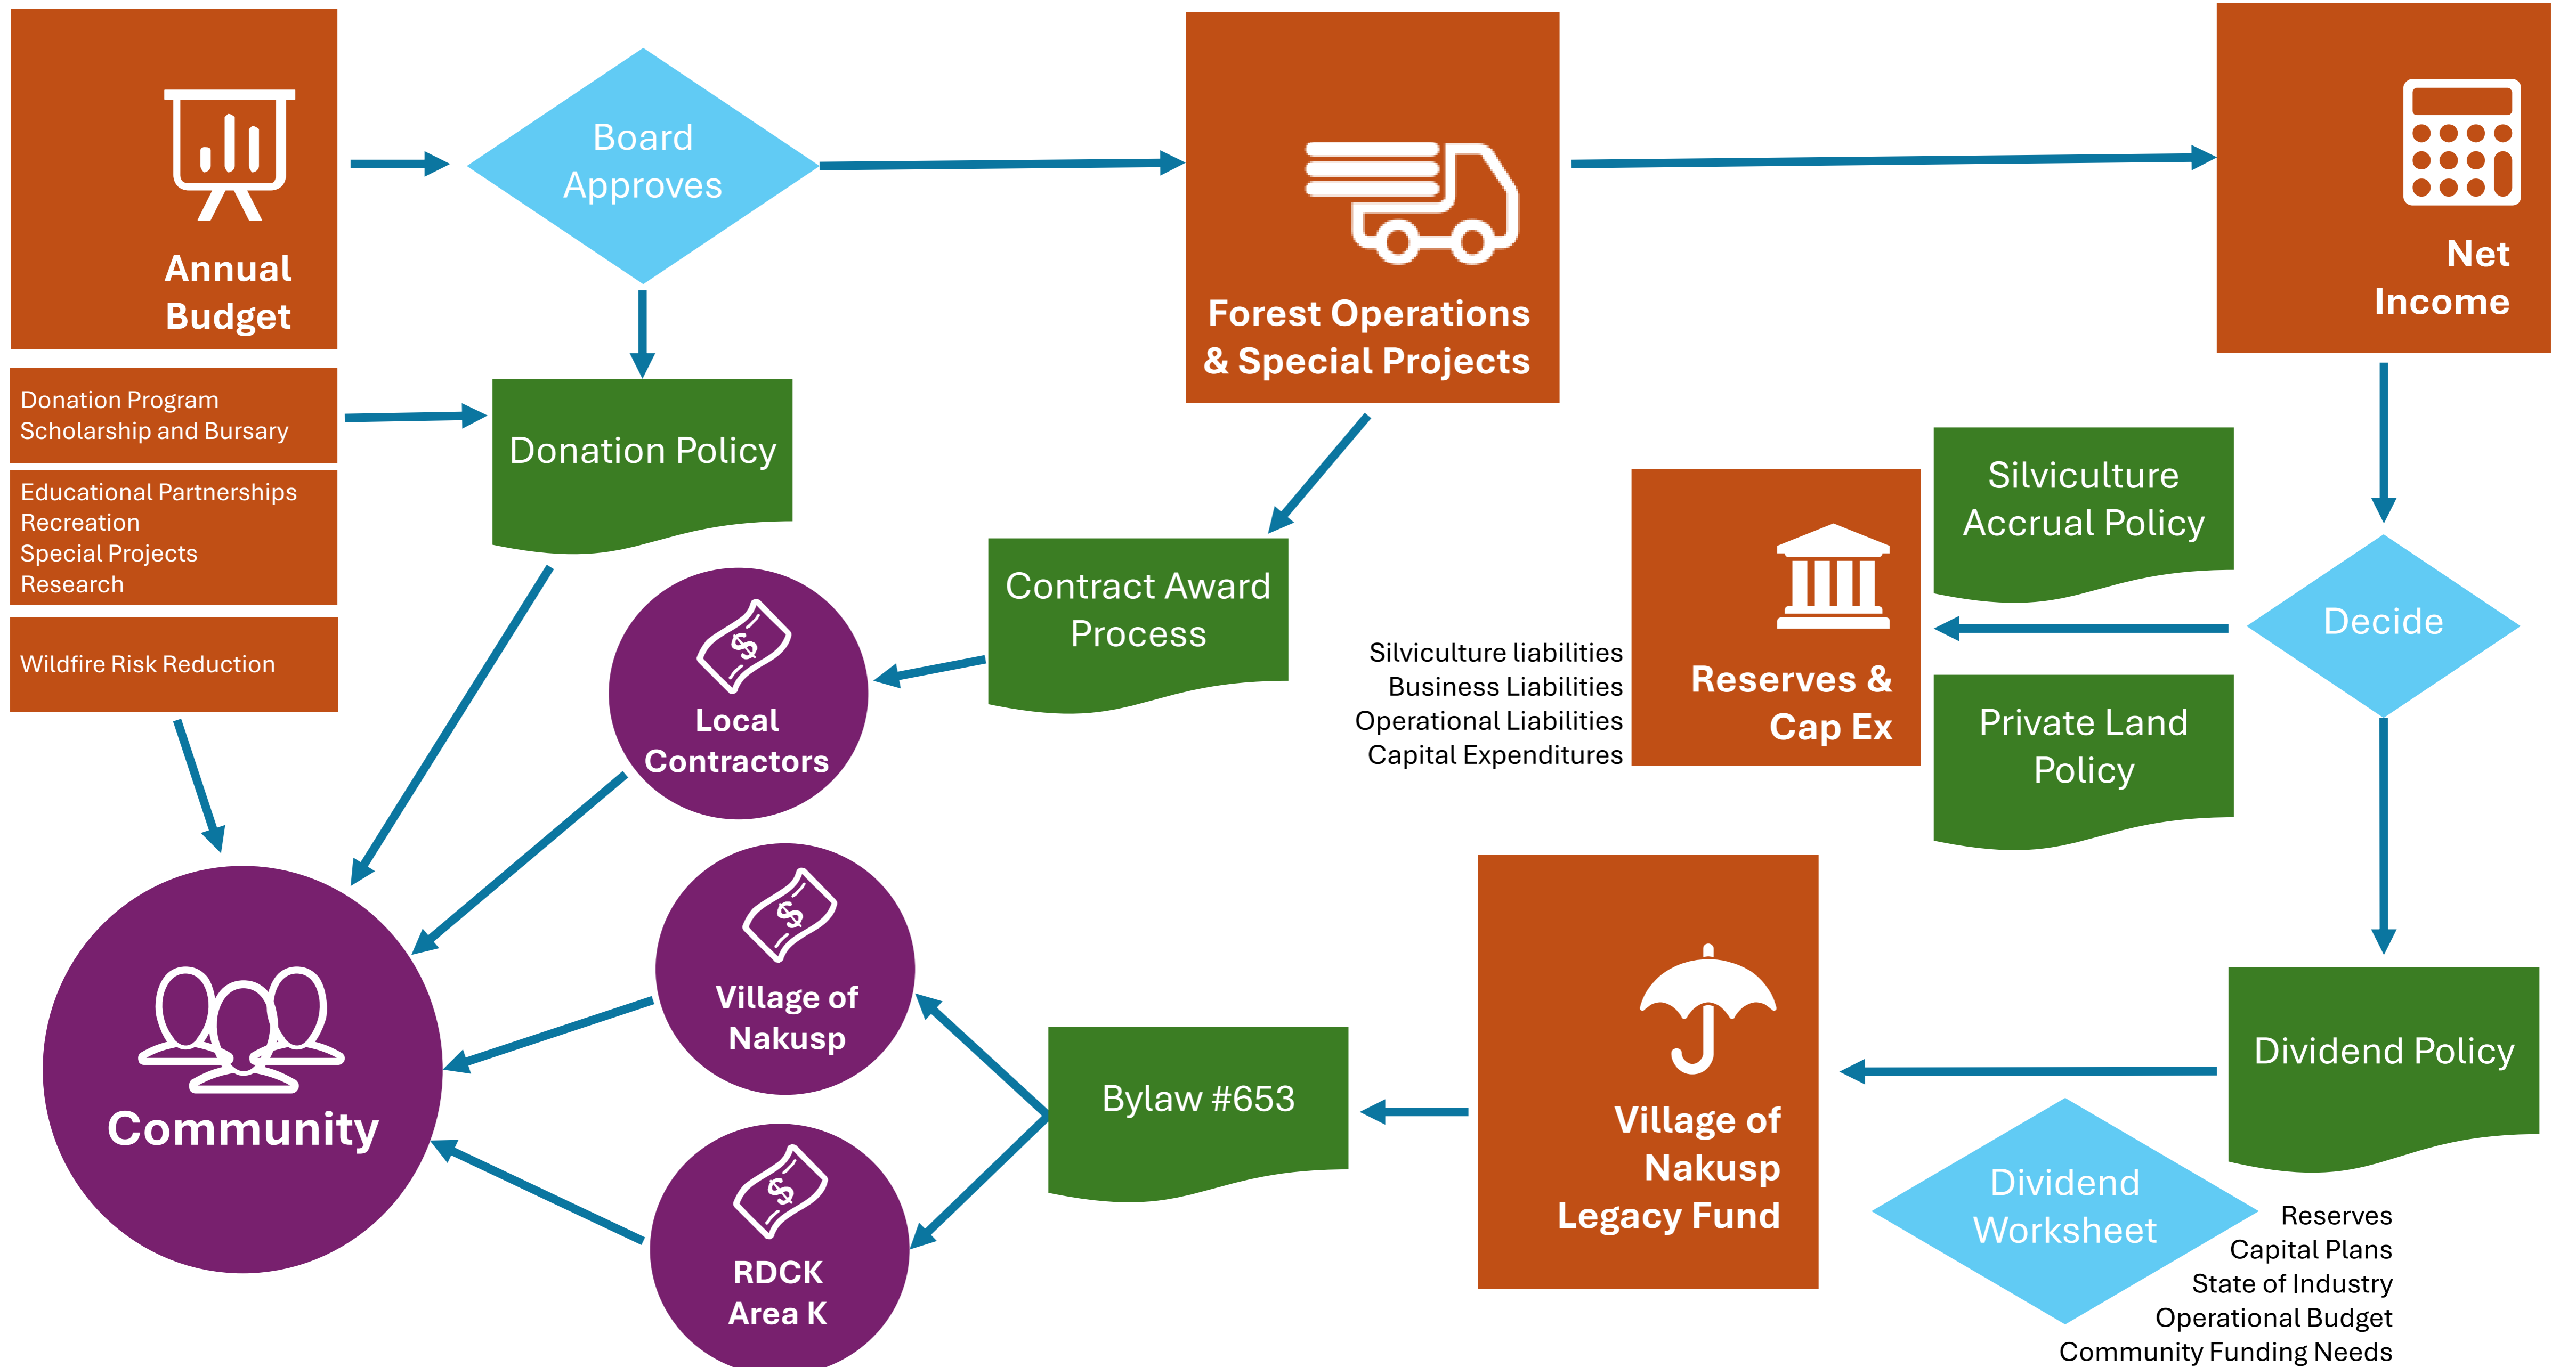 Annual
Budget
Board
Approves
Forest Operations
& Special Projects
Net
Income
Donation Program
Scholarship and Bursary
Educational Partnerships
Recreation
Special Projects
Research
Wildfire Risk Reduction
Donation Policy
Contract Award
Process
Local
Contractors
Silviculture
Accrual Policy
Decide
Reserves &
Cap Ex
Silviculture liabilities
Business Liabilities
Operational Liabilities
Capital Expenditures
Private Land
Policy
Dividend Policy
Dividend
Worksheet
Reserves
Capital Plans
State of Industry
Operational Budget
Community Funding Needs
Village of
Nakusp
Legacy Fund
Bylaw #653
Village of
Nakusp
RDCK
Area K
Community